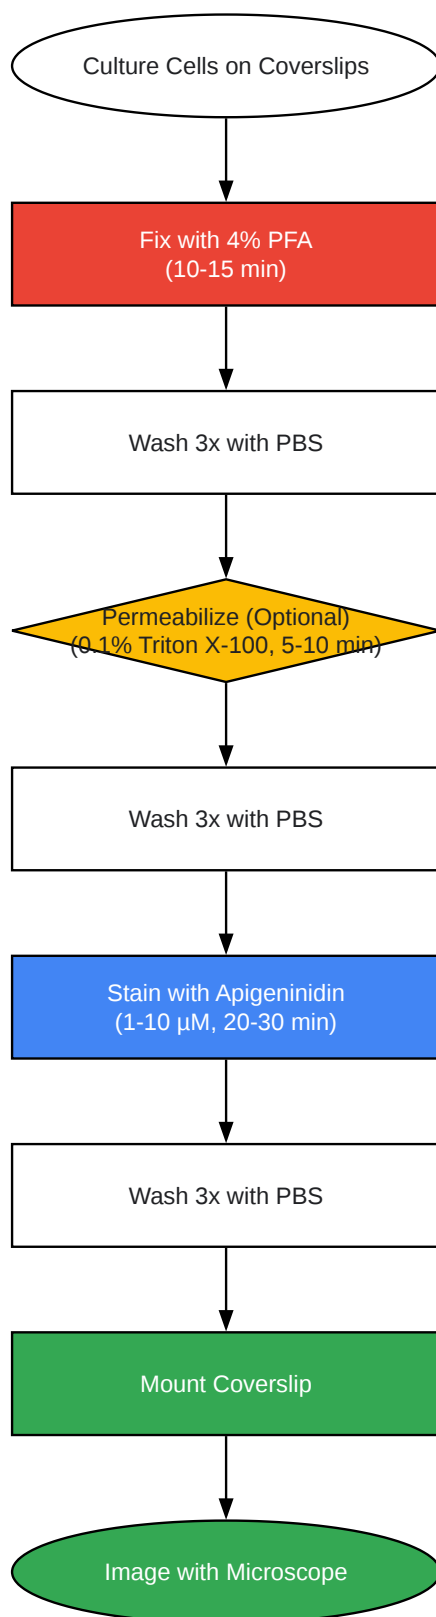 Culture Cells on Coverslips
Fix with 4% PFA
(10-15 min)
Wash 3x with PBS
Permeabilize (Optional)
(0.1% Triton X-100, 5-10 min)
Wash 3x with PBS
Stain with Apigeninidin
(1-10 µM, 20-30 min)
Wash 3x with PBS
Mount Coverslip
Image with Microscope